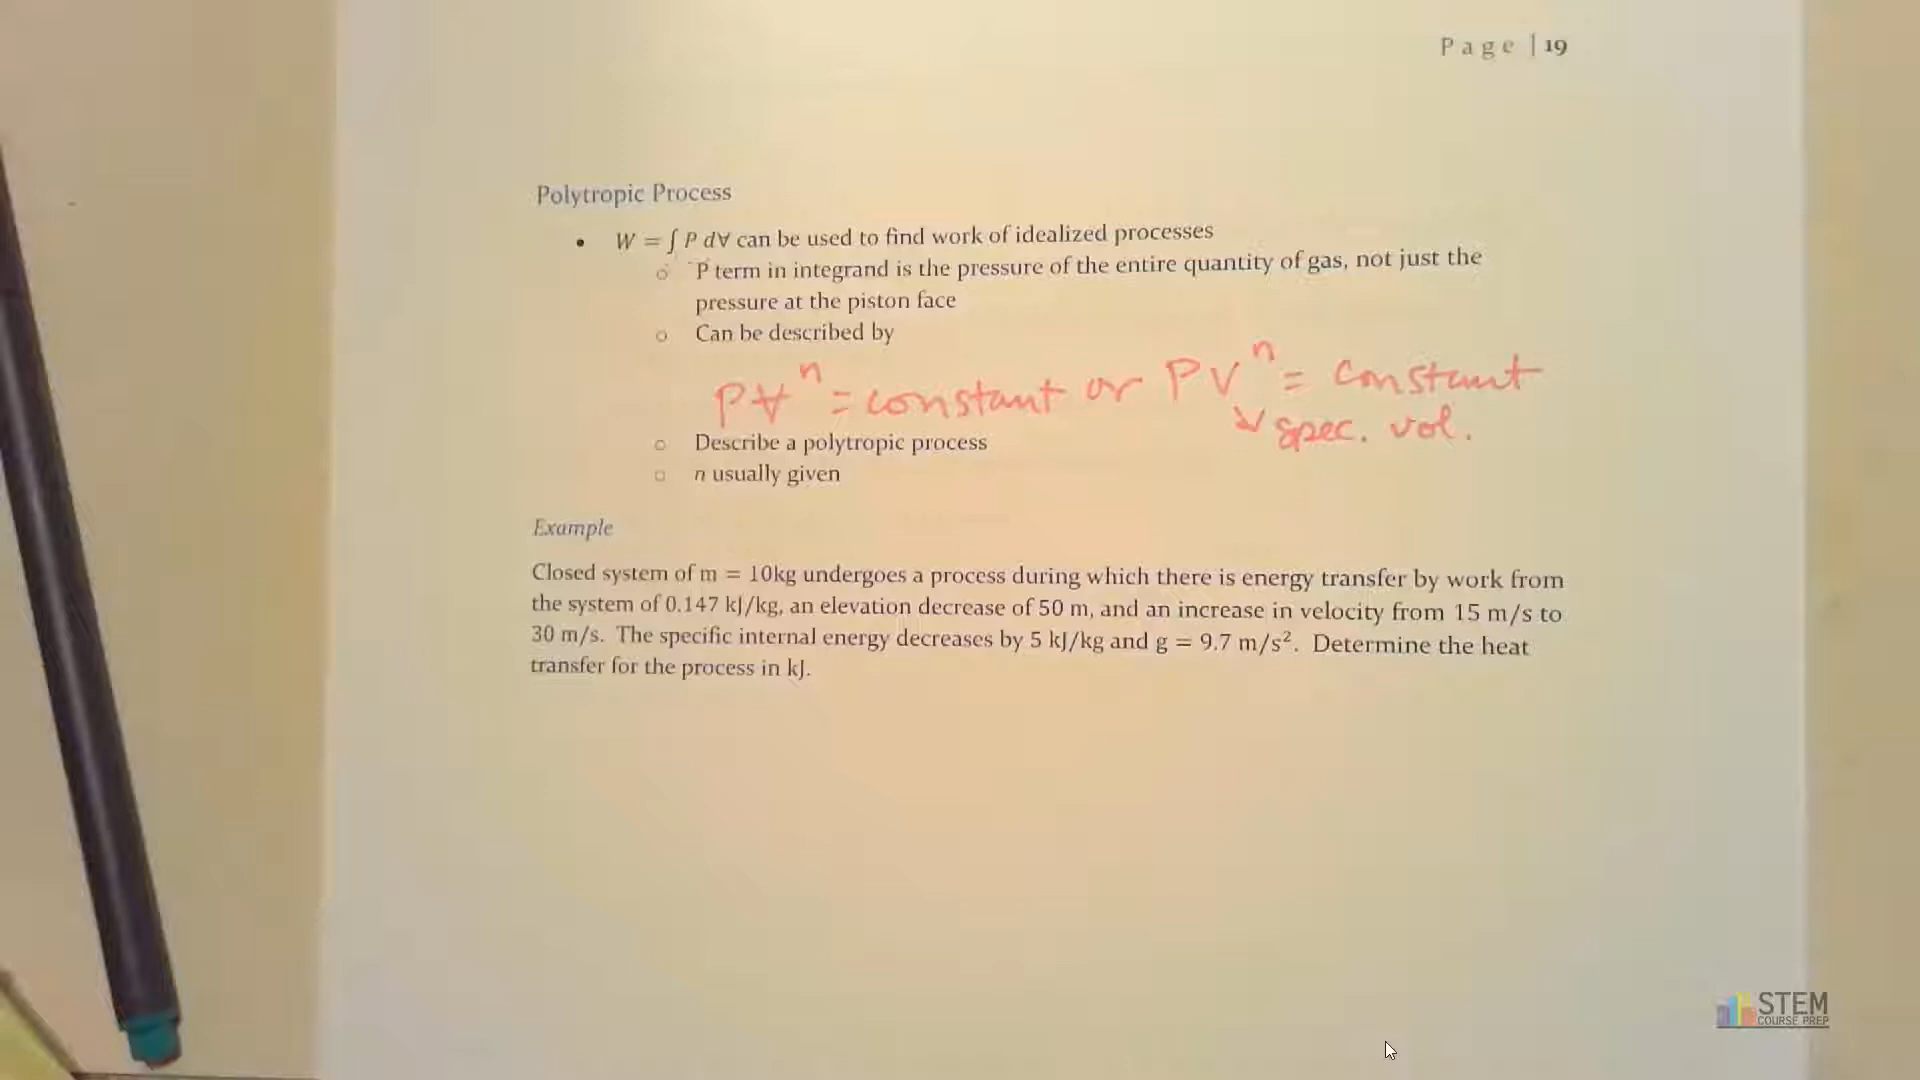 Page | 19
Polytropic Process
• W = ∫ P d∀ can be used to find work of idealized processes
o P term in integrand is the pressure of the entire quantity of gas, not just the
pressure at the piston face
o Can be described by
P∀ⁿ = constant or Pvⁿ = constant
↘ spec. vol.
o Describe a polytropic process
o n usually given
Example
Closed system of m = 10kg undergoes a process during which there is energy transfer by work from
the system of 0.147 kJ/kg, an elevation decrease of 50 m, and an increase in velocity from 15 m/s to
30 m/s. The specific internal energy decreases by 5 kJ/kg and g = 9.7 m/s². Determine the heat
transfer for the process in kJ.
STEM
COURSE PREP